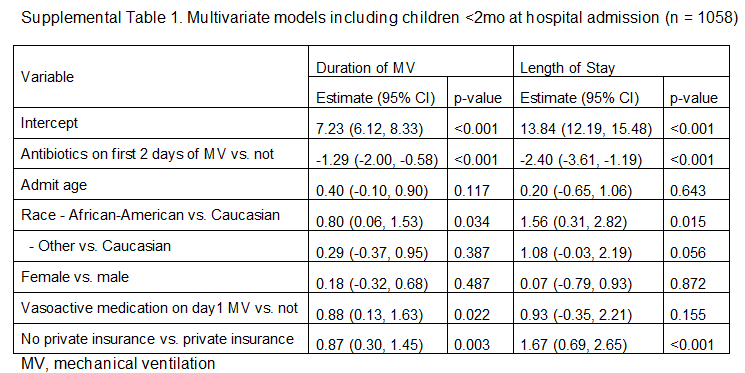 Supplemental Table 1. Multivariate models including children <2mo at hospital admission (n = 1058)
Variable Duration of MV Length of Stay
Estimate (95% CI) p-value Estimate (95% CI) p-value
Intercept 7.23 (6.12, 8.33) <0.001 13.84 (12.19, 15.48) <0.001
Antibiotics on first 2 days of MV vs. not -1.29 (-2.00, -0.58) <0.001 -2.40 (-3.61, -1.19) <0.001
Admit age 0.40 (-0.10, 0.90) 0.117 0.20 (-0.65, 1.06) 0.643
Race - African-American vs. Caucasian 0.80 (0.06, 1.53) 0.034 1.56 (0.31, 2.82) 0.015
- Other vs. Caucasian 0.29 (-0.37, 0.95) 0.387 1.08 (-0.03, 2.19) 0.056
Female vs. male 0.18 (-0.32, 0.68) 0.487 0.07 (-0.79, 0.93) 0.872
Vasoactive medication on day1 MV vs. not 0.88 (0.13, 1.63) 0.022 0.93 (-0.35, 2.21) 0.155
No private insurance vs. private insurance 0.87 (0.30, 1.45) 0.003 1.67 (0.69, 2.65) <0.001
MV, mechanical ventilation